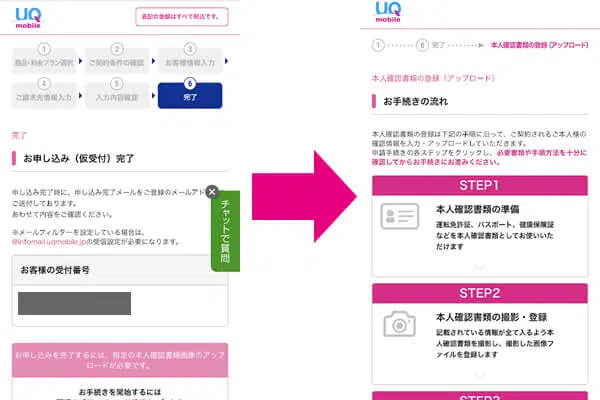 UQ
mobile
表記の金額はすべて税込です。
1
商品・料金プラン選択
2
ご契約条件の確認
3
お客様情報入力
4
ご請求先情報入力
5
入力内容確認
6
完了
完了
お申し込み（仮受付）完了
申し込み完了時に、申し込み完了メールをご登録のメールアド
ご送付しております。
あわせて内容をご確認ください。
※メールフィルターを設定している場合は、
@infomail.uqmobile.jpの受信設定が必要になります。
チャットで質問
お客様の受付番号
お申し込みを完了するには、指定の本人確認書類画像のアップ
ロードが必要です。
お手続きを開始するには
UQ
mobile
1
6
完了
本人確認書類の登録（アップロード）
本人確認書類の登録（アップロード）
お手続きの流れ
本人確認書類の登録は下記の手順に沿って、ご契約されるご本人様の
確認情報を入力・アップロードしていただきます。
申請手続きの各ステップをクリックし、必要書類や手順方法を十分に
確認してからお手続きにお進みください。
STEP1
本人確認書類の準備
運転免許証、パスポート、健康保険証
などを本人確認書類としてお使いいた
だけます
STEP2
本人確認書類の撮影・登録
記載されている情報が全て入るよう本
人確認書類を撮影し、撮影した画像フ
ァイルを登録します
STEP3